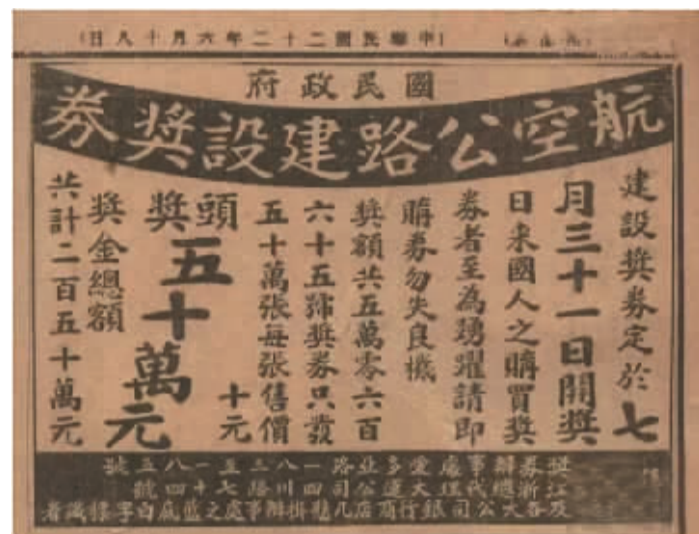 中華民國二十二年六月十八日
國民政府
航空公路建設獎券
建設獎券定於七
月三十一日開獎
日來國人之購買獎
券者至為踴躍請即
購券勿失良機
獎額共五萬零六百
六十五號獎券只發
五十萬張每張售價
十元
頭獎
五十萬元
獎金總額
共計二百五十萬元